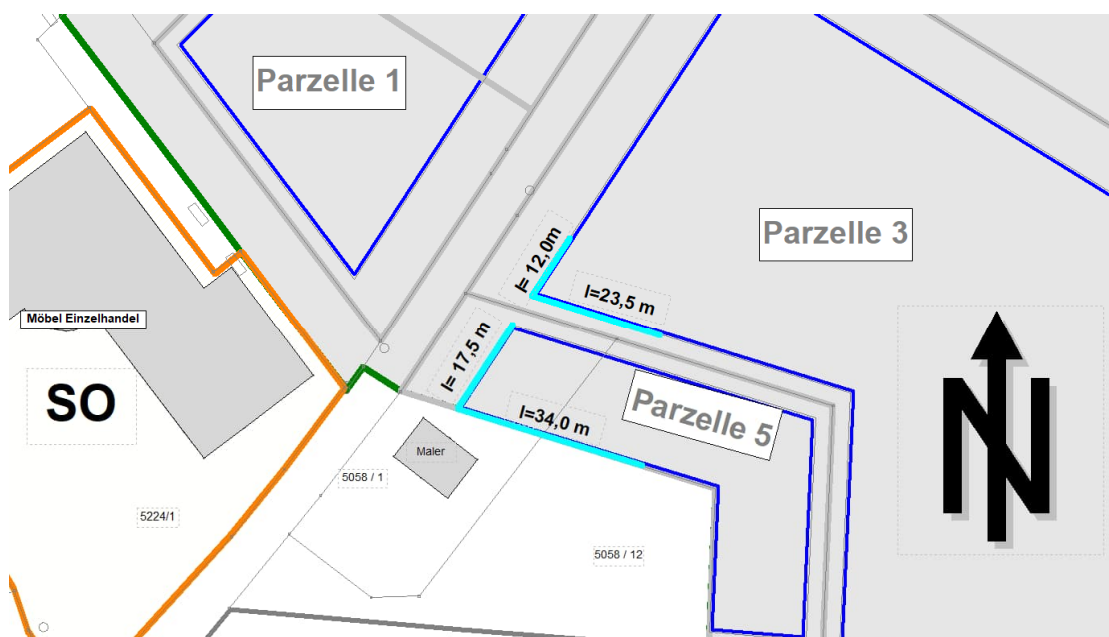 Parzelle 1
Parzelle 3
l= 12,0m
l=23,5 m
Möbel Einzelhandel
l= 17,5 m
SO
Parzelle 5
l=34,0 m
Maler
5058 / 1
5224/1
5058 / 12
N